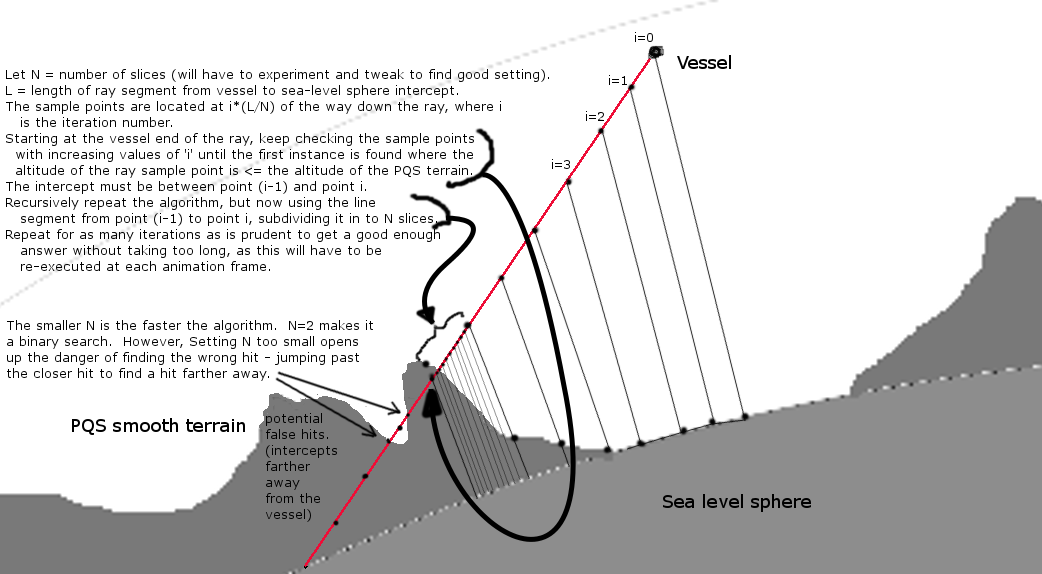 i=0
Vessel
Let N = number of slices (will have to experiment and tweak to find good setting).
L = length of ray segment from vessel to sea-level sphere intercept.
The sample points are located at i*(L/N) of the way down the ray, where i
is the iteration number.
Starting at the vessel end of the ray, keep checking the sample points
with increasing values of 'i' until the first instance is found where the
altitude of the ray sample point is <= the altitude of the PQS terrain.
The intercept must be between point (i-1) and point i.
Recursively repeat the algorithm, but now using the line
segment from point (i-1) to point i, subdividing it in to N slices.
Repeat for as many iterations as is prudent to get a good enough
answer without taking too long, as this will have to be
re-executed at each animation frame.
i=1
i=2
i=3
The smaller N is the faster the algorithm.  N=2 makes it
a binary search.  However, Setting N too small opens
up the danger of finding the wrong hit - jumping past
the closer hit to find a hit farther away.
PQS smooth terrain
potential
false hits.
(intercepts
farther
away
from the
vessel)
Sea level sphere